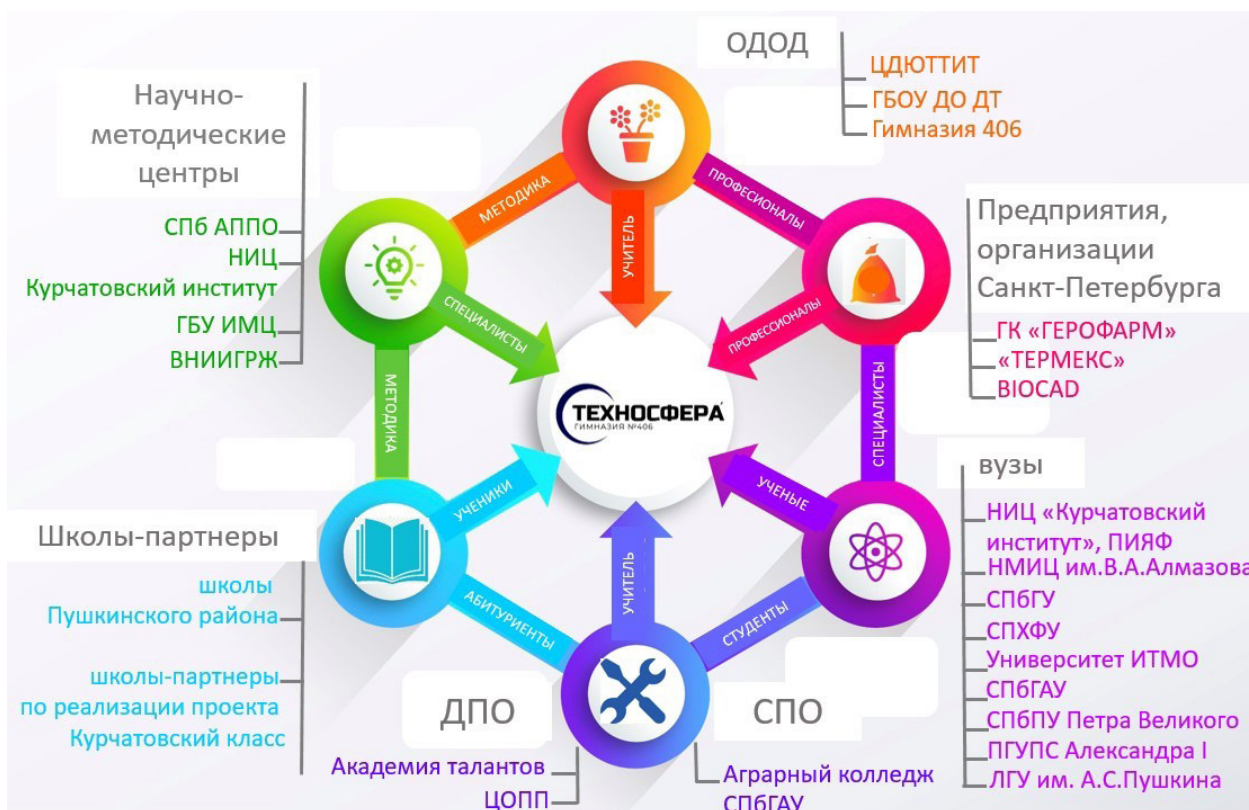 ОДОД
ЦДЮТТИТ
ГБОУ ДО ДТ
Гимназия 406
Научно-
методические
центры
СПб АППО
НИЦ
Курчатовский институт
ГБУ ИМЦ
ВНИИГРЖ
МЕТОДИКА
УЧИТЕЛЬ
ПРОФЕСИОНАЛЫ
СПЕЦИАЛИСТЫ
ПРОФЕССИОНАЛЫ
Предприятия,
организации
Санкт-Петербурга
ГК «ГЕРОФАРМ»
«ТЕРМЕКС»
BIOCAD
МЕТОДИКА
ТЕХНОСФЕРА
ГИМНАЗИЯ №406
СПЕЦИАЛИСТЫ
УЧЕНИКИ
УЧИТЕЛЬ
УЧЕНЫЕ
Школы-партнеры
школы
Пушкинского района
школы-партнеры
по реализации проекта
Курчатовский класс
АБИТУРИЕНТЫ
СТУДЕНТЫ
вузы
НИЦ «Курчатовский
институт», ПИЯФ
НМИЦ им.В.А.Алмазова
СПбГУ
СПХФУ
Университет ИТМО
СПбГАУ
СПбПУ Петра Великого
ПГУПС Александра I
ЛГУ им. А.С.Пушкина
ДПО
Академия талантов
ЦОПП
СПО
Аграрный колледж
СПбГАУ